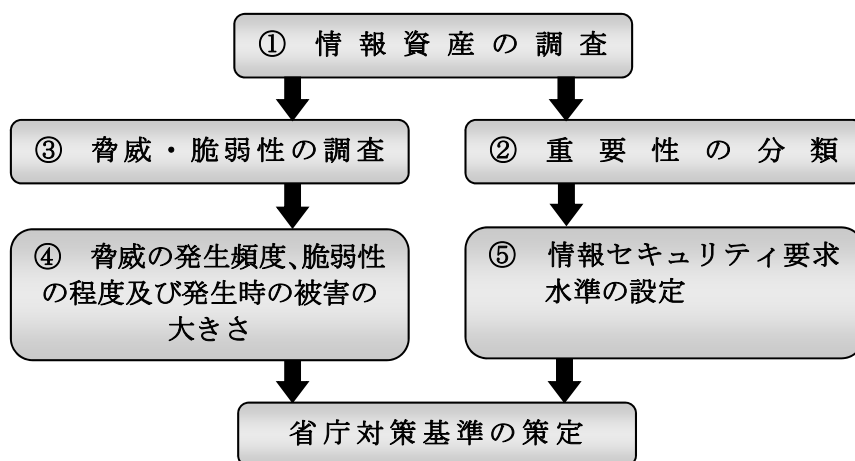 ① 情報資産の調査
③ 脅威・脆弱性の調査
② 重要性の分類
④ 脅威の発生頻度、脆弱性
の程度及び発生時の被害の
大きさ
⑤ 情報セキュリティ要求
水準の設定
省庁対策基準の策定